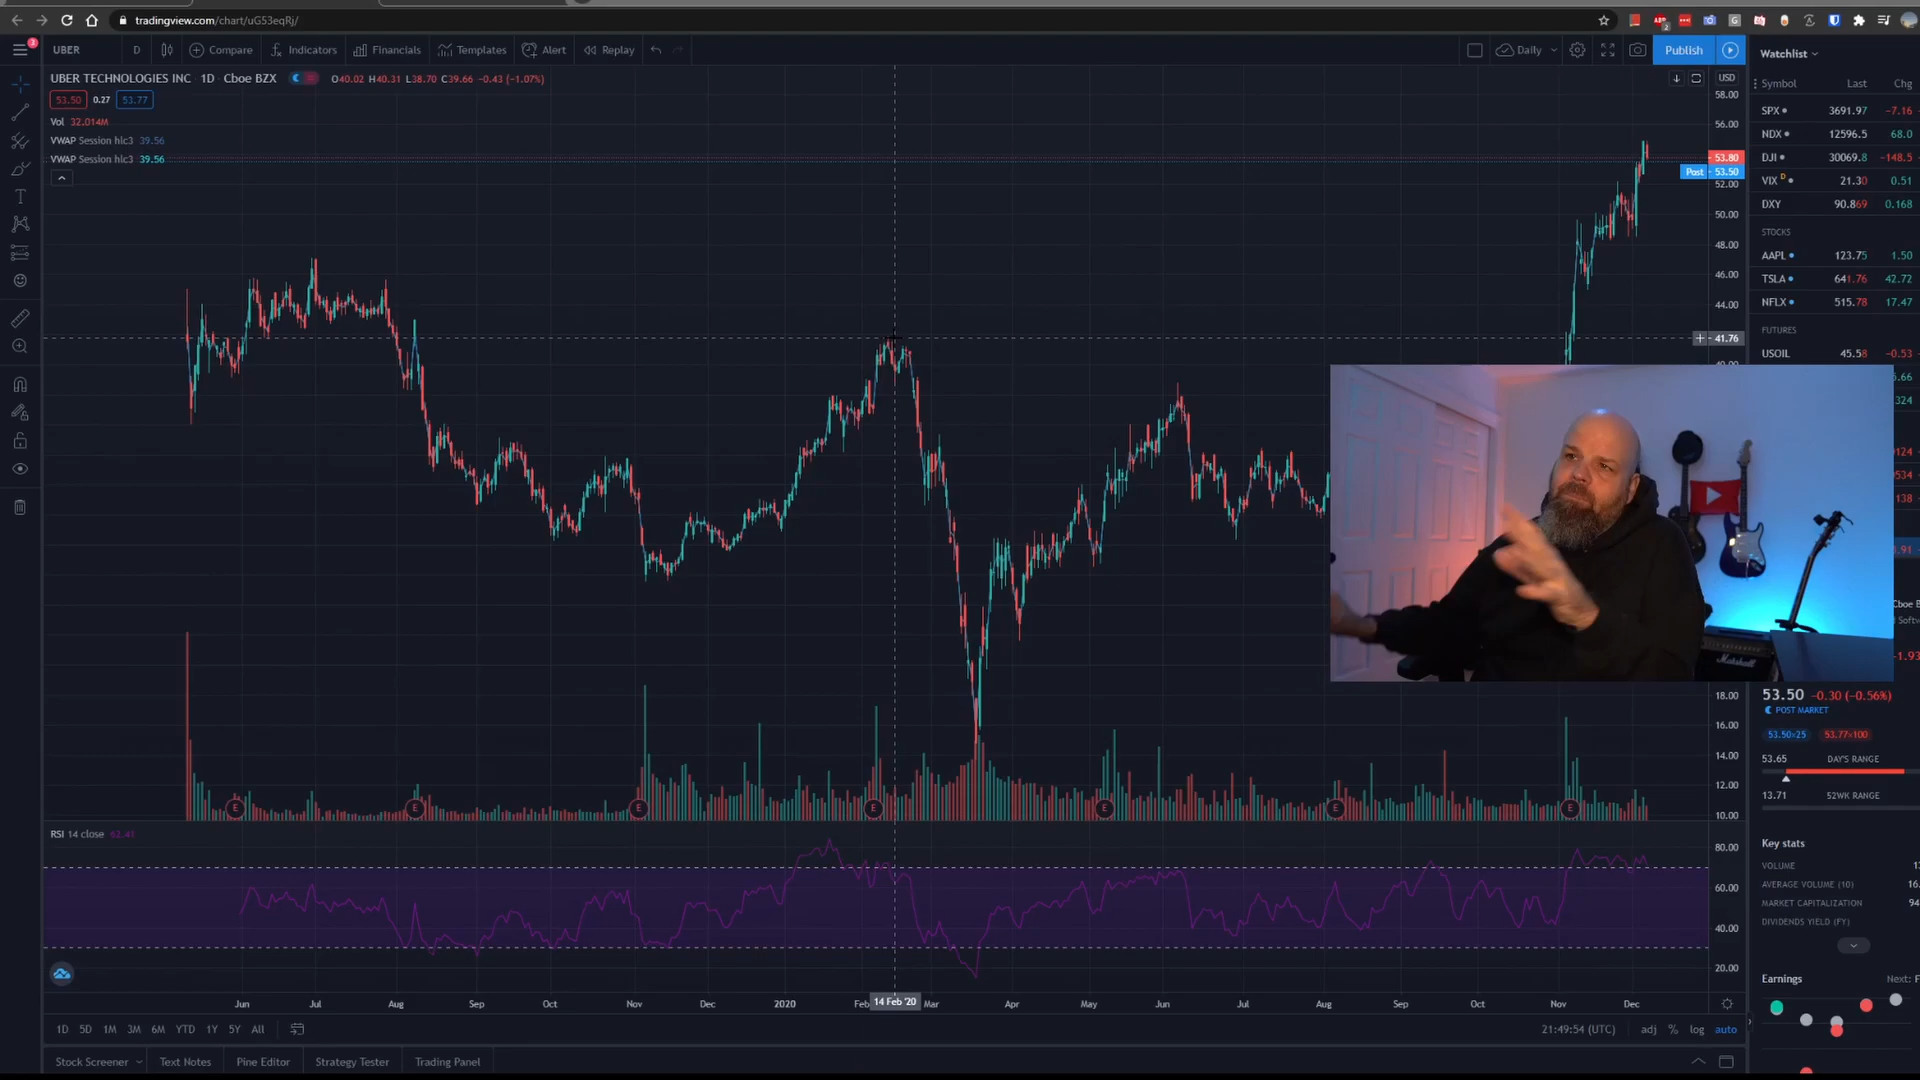 tradingview.com/chart/uG53eqRj/
3
UBER D Compare Indicators Financials Templates Alert Replay Daily Publish
UBER TECHNOLOGIES INC 1D Cboe BZX O40.02 H40.31 L38.70 C39.66 -0.43 (-1.07%)
53.50 0.27 53.77
Vol 32.014M
VWAP Session hlc3 39.56
VWAP Session hlc3 39.56
USD
58.00
56.00
53.80
Post 53.50
52.00
50.00
48.00
46.00
44.00
41.76
18.00
16.00
14.00
12.00
10.00
E E E E E E E
RSI 14 close 62.41
80.00
60.00
40.00
20.00
Jun Jul Aug Sep Oct Nov Dec 2020 Feb 14 Feb '20 Mar Apr May Jun Jul Aug Sep Oct Nov Dec
1D 5D 1M 3M 6M YTD 1Y 5Y All
21:49:54 (UTC) adj % log auto
Stock Screener Text Notes Pine Editor Strategy Tester Trading Panel
Watchlist
Symbol Last Chg
SPX 3691.97 -7.16
NDX 12596.5 68.0
DJI 30069.8 -148.5
VIX D 21.30 0.51
DXY 90.869 0.168
STOCKS
AAPL 123.75 1.50
TSLA 641.76 42.72
NFLX 515.78 17.47
FUTURES
USOIL 45.58 -0.53
Marshall
53.50 -0.30 (-0.56%)
POST MARKET
53.50×25 53.77×100
53.65 DAY'S RANGE
13.71 52WK RANGE
Key stats
VOLUME
AVERAGE VOLUME (10)
MARKET CAPITALIZATION
DIVIDENDS YIELD (FY)
Earnings Next: